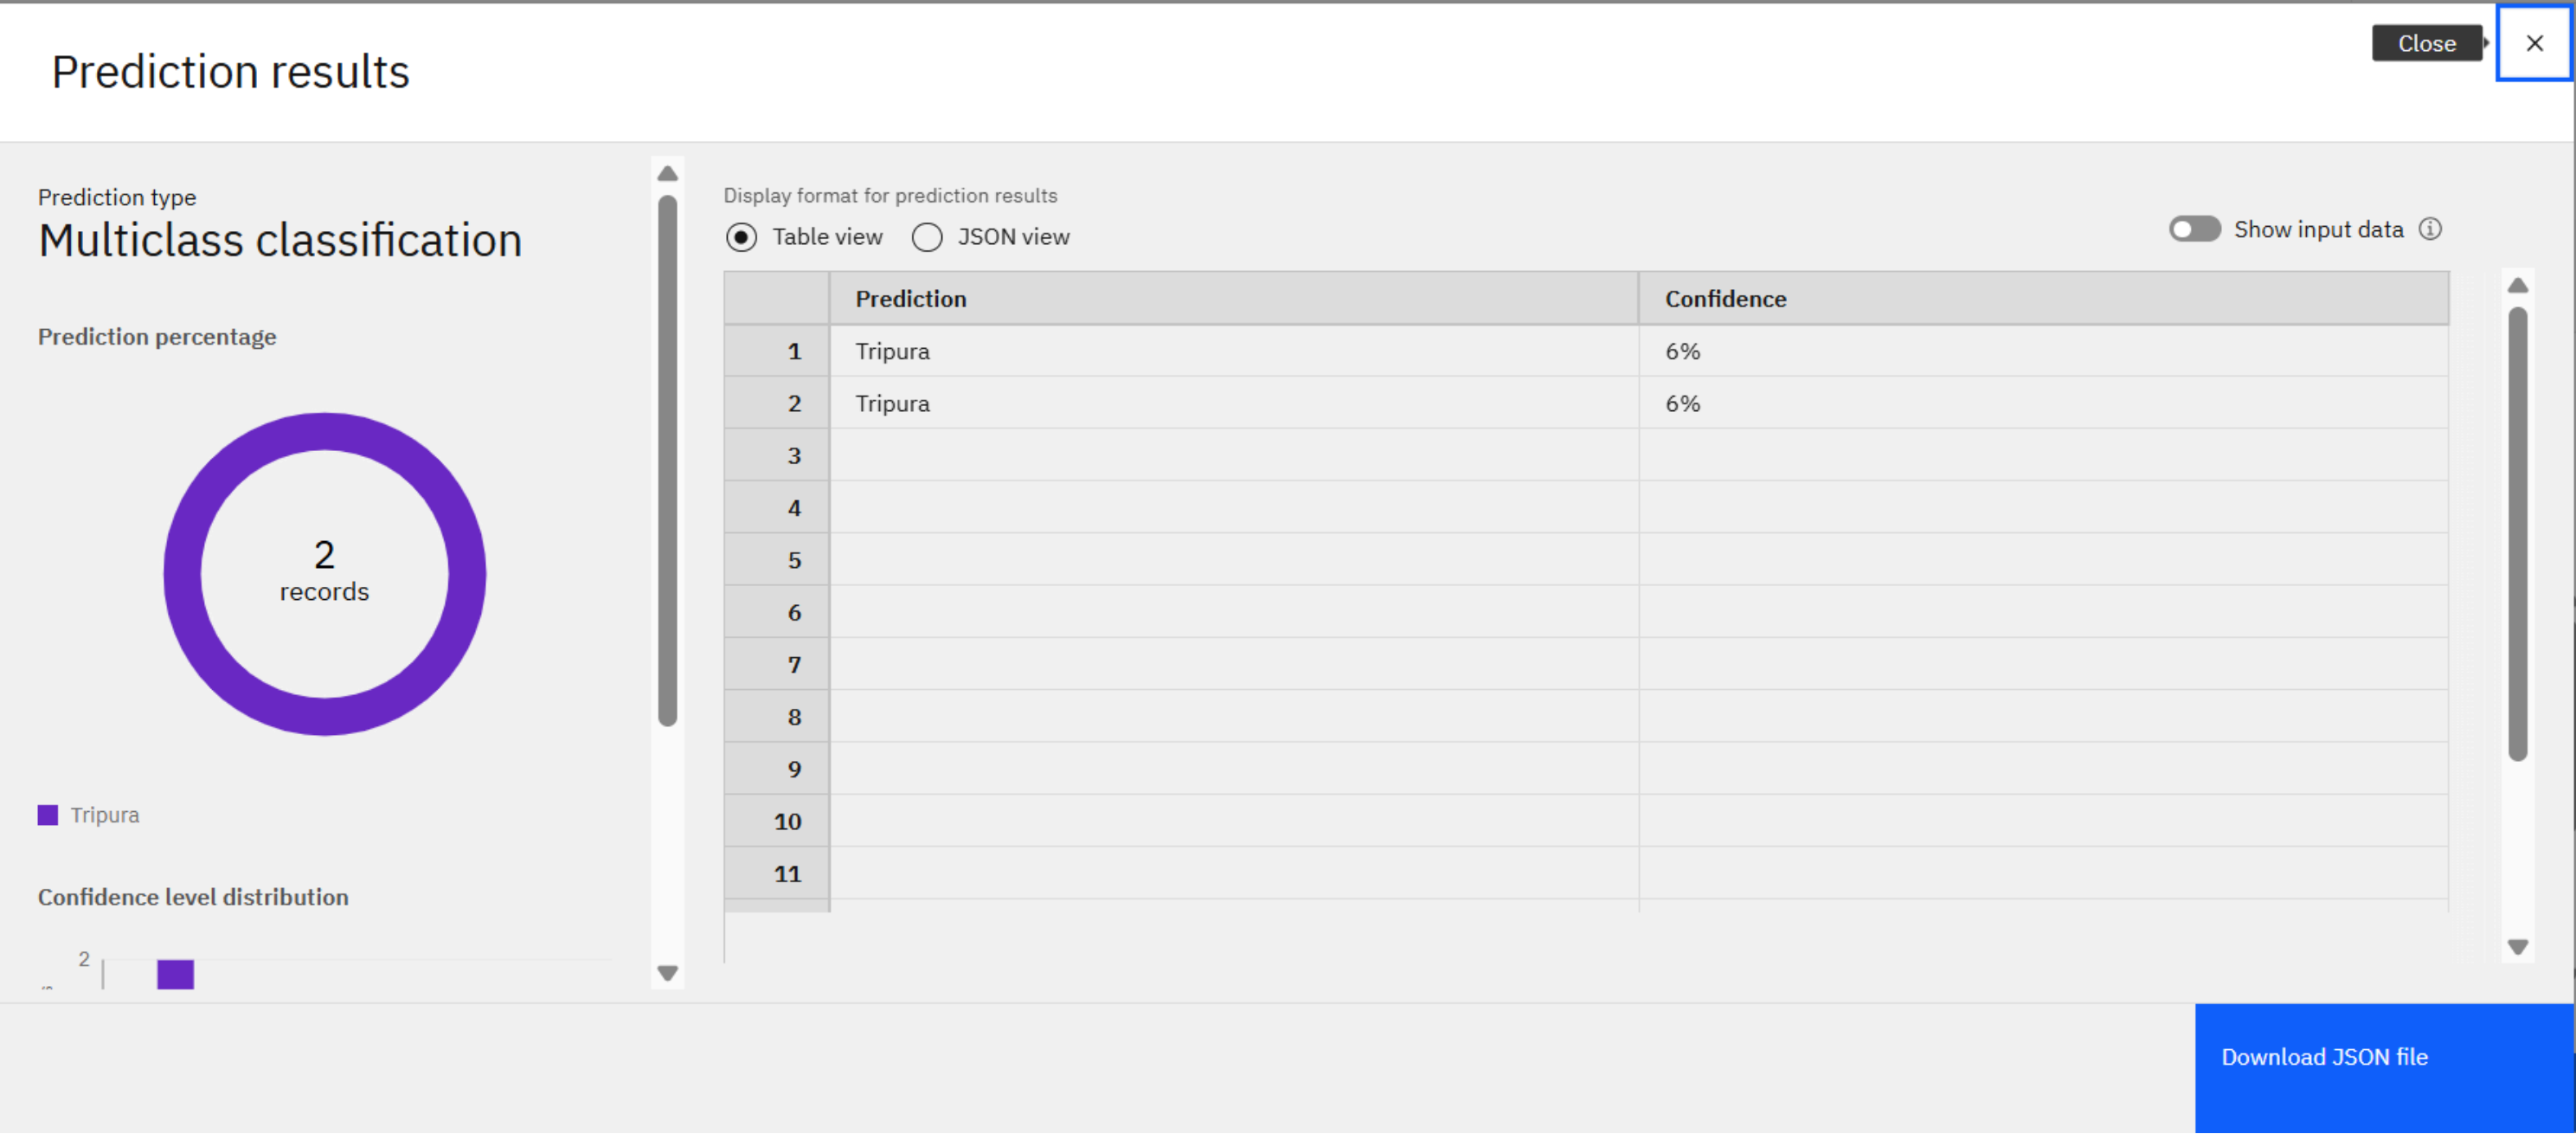 Close
Prediction results
Prediction type
Multiclass classification
Prediction percentage
2
records
Tripura
Confidence level distribution
2
Display format for prediction results
Table view JSON view
Show input data
Prediction Confidence
1 Tripura 6%
2 Tripura 6%
3
4
5
6
7
8
9
10
11
Download JSON file